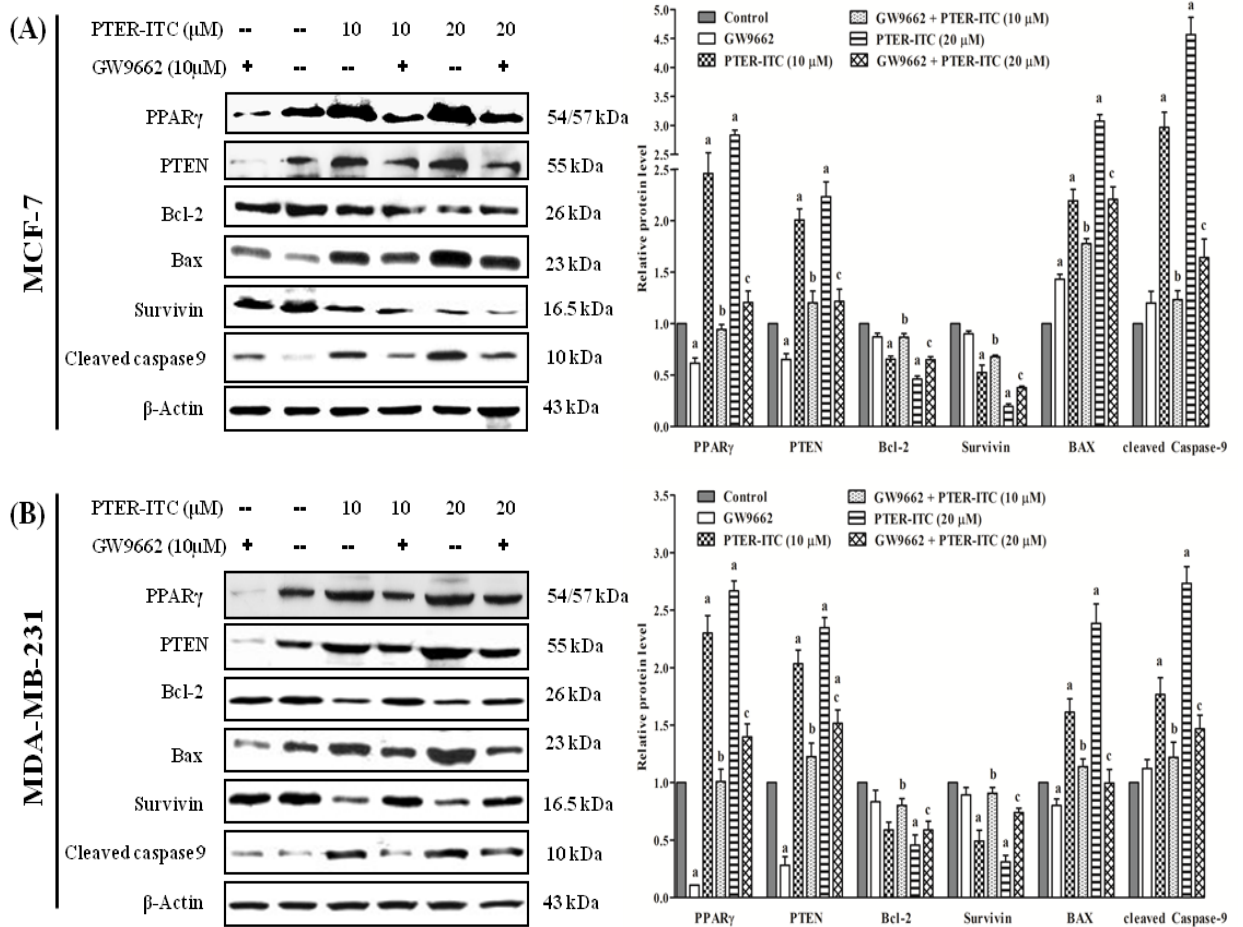 (A)
MCF-7
PTER-ITC (μM) -- -- 10 10 20 20
GW9662 (10μM) + -- -- + -- +
PPARγ 54/57 kDa
PTEN 55 kDa
Bcl-2 26 kDa
Bax 23 kDa
Survivin 16.5 kDa
Cleaved caspase 9 10 kDa
β-Actin 43 kDa
Relative protein level
5.0
4.5
4.0
3.5
3.0
2.5
2.5
2.0
1.5
1.0
0.5
0.0
Control
GW9662
PTER-ITC (10 μM)
GW9662 + PTER-ITC (10 μM)
PTER-ITC (20 μM)
GW9662 + PTER-ITC (20 μM)
a a b a c
a a b a c
a b a c
a b a c
a a b a c
a b a c
PPARγ PTEN Bcl-2 Survivin BAX cleaved Caspase-9
(B)
MDA-MB-231
PTER-ITC (μM) -- -- 10 10 20 20
GW9662 (10μM) + -- -- + -- +
PPARγ 54/57 kDa
PTEN 55 kDa
Bcl-2 26 kDa
Bax 23 kDa
Survivin 16.5 kDa
Cleaved caspase 9 10 kDa
β-Actin 43 kDa
Relative protein level
3.5
3.0
2.5
2.0
1.5
1.0
0.5
0.0
Control
GW9662
PTER-ITC (10 μM)
GW9662 + PTER-ITC (10 μM)
PTER-ITC (20 μM)
GW9662 + PTER-ITC (20 μM)
a a b a c
a a b a a c
b a c
a b a c
a a b a c
a b a c
PPARγ PTEN Bcl-2 Survivin BAX cleaved Caspase-9